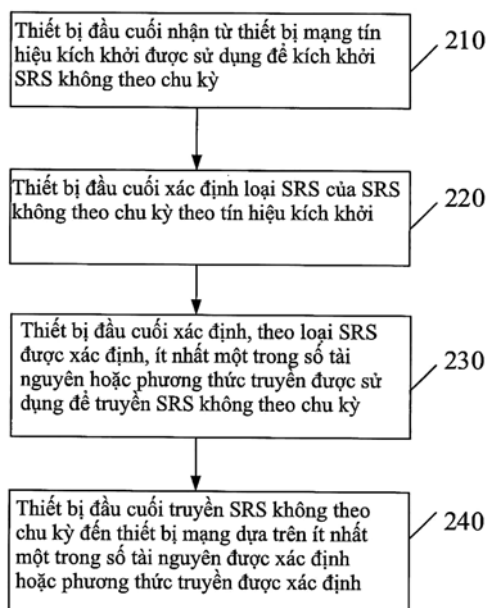 Thiết bị đầu cuối nhận từ thiết bị mạng tín
hiệu kích khởi được sử dụng để kích khởi
SRS không theo chu kỳ
210
Thiết bị đầu cuối xác định loại SRS của SRS
không theo chu kỳ theo tín hiệu kích khởi
220
Thiết bị đầu cuối xác định, theo loại SRS
được xác định, ít nhất một trong số tài
nguyên hoặc phương thức truyền được sử
dụng để truyền SRS không theo chu kỳ
230
Thiết bị đầu cuối truyền SRS không theo
chu kỳ đến thiết bị mạng dựa trên ít nhất
một trong số tài nguyên được xác định
hoặc phương thức truyền được xác định
240